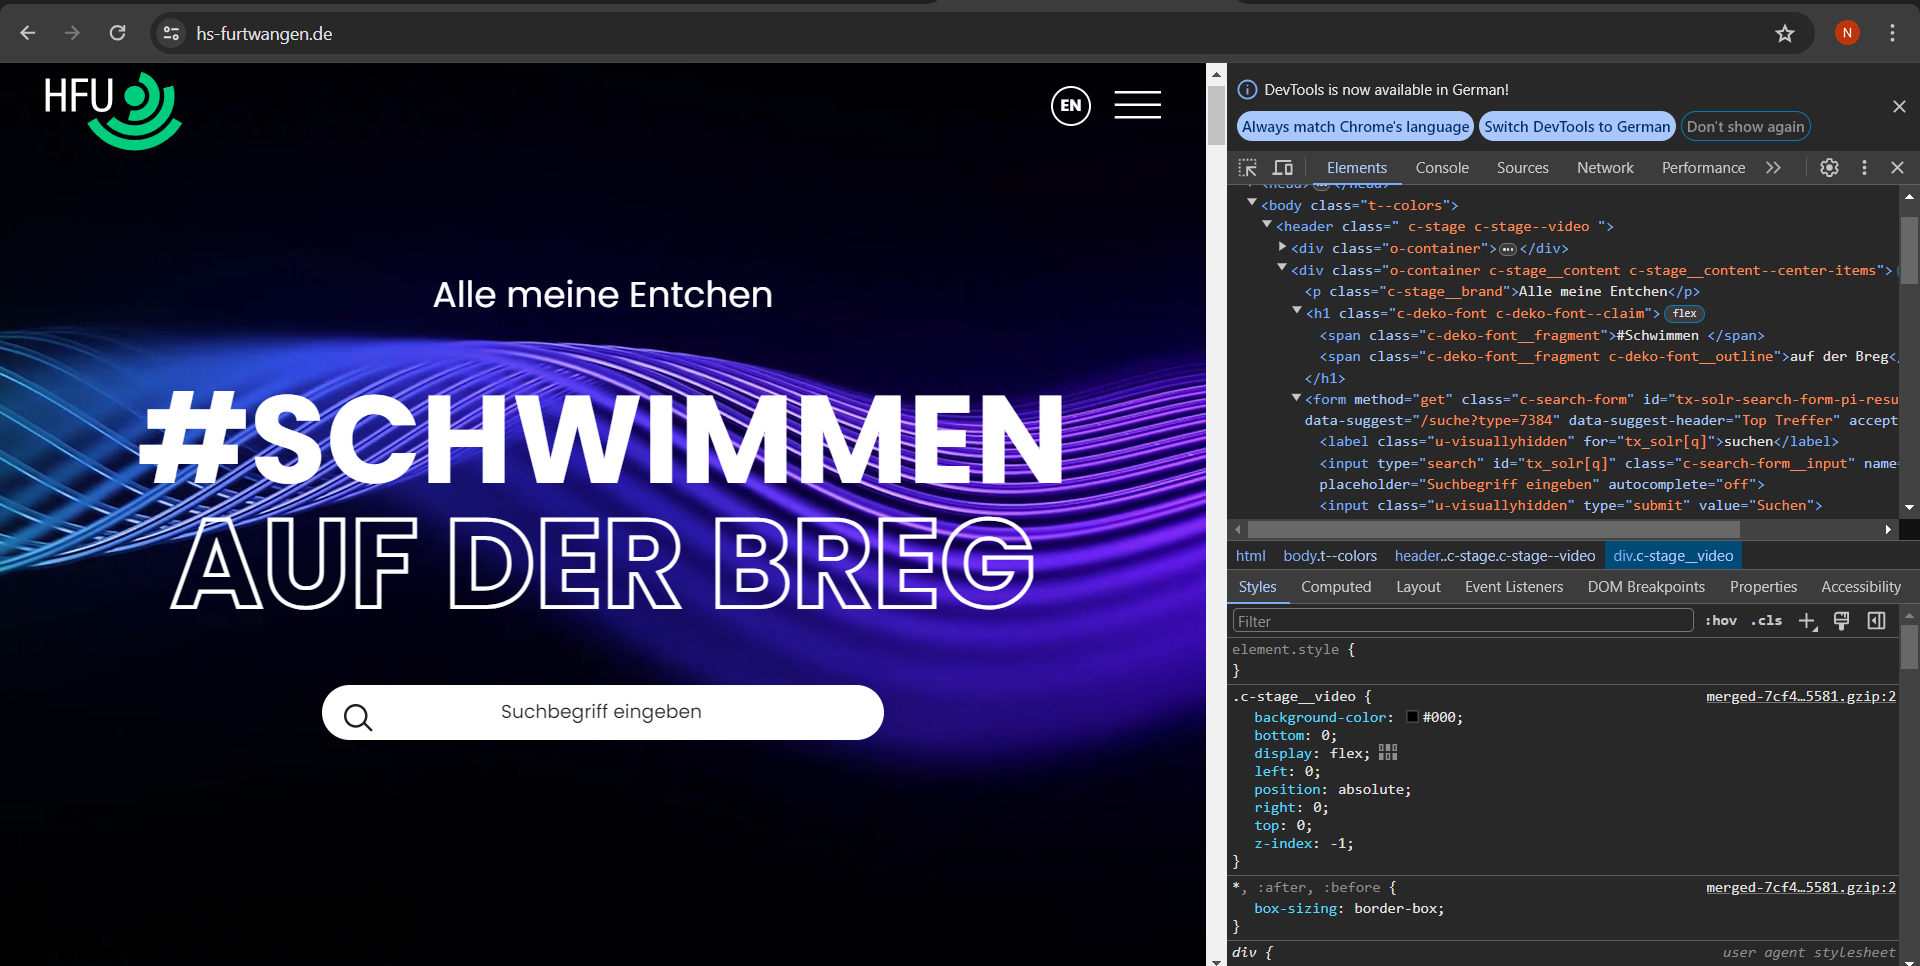 hs-furtwangen.de
N
HFU
EN
Alle meine Entchen
#SCHWIMMEN
AUF DER BREG
Suchbegriff eingeben
DevTools is now available in German!
Always match Chrome's language
Switch DevTools to German
Don't show again
Elements
Console
Sources
Network
Performance
<head>…</head>
<body class="t--colors">
<header class=" c-stage c-stage--video ">
<div class="o-container">…</div>
<div class="o-container c-stage__content c-stage__content--center-items">
<p class="c-stage__brand">Alle meine Entchen</p>
<h1 class="c-deko-font c-deko-font--claim"> flex
<span class="c-deko-font__fragment">#Schwimmen </span>
<span class="c-deko-font__fragment c-deko-font__outline">auf der Breg</
</h1>
<form method="get" class="c-search-form" id="tx-solr-search-form-pi-resu
data-suggest="/suche?type=7384" data-suggest-header="Top Treffer" accept
<label class="u-visuallyhidden" for="tx_solr[q]">suchen</label>
<input type="search" id="tx_solr[q]" class="c-search-form__input" name=
placeholder="Suchbegriff eingeben" autocomplete="off">
<input class="u-visuallyhidden" type="submit" value="Suchen">
html
body.t--colors
header..c-stage.c-stage--video
div.c-stage__video
Styles
Computed
Layout
Event Listeners
DOM Breakpoints
Properties
Accessibility
Filter
:hov
.cls
element.style {
}
.c-stage__video {
merged-7cf4…5581.gzip:2
background-color: #000;
bottom: 0;
display: flex;
left: 0;
position: absolute;
right: 0;
top: 0;
z-index: -1;
}
*, :after, :before {
merged-7cf4…5581.gzip:2
box-sizing: border-box;
}
div {
user agent stylesheet